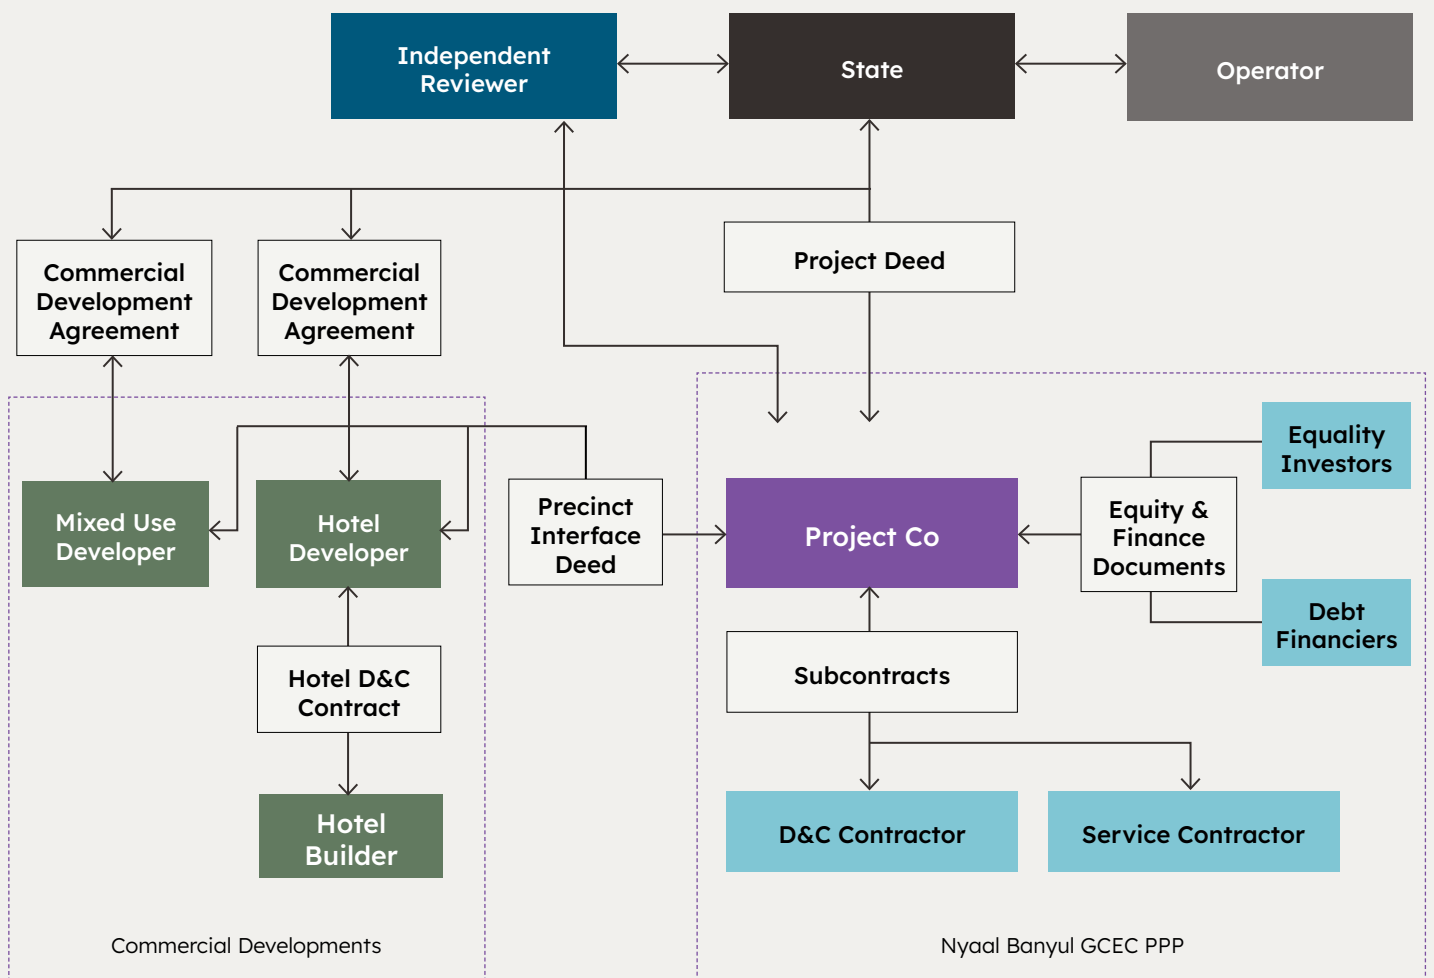 Independent
Reviewer
State
Operator
Project Deed
Commercial
Development
Agreement
Commercial
Development
Agreement
Equality
Investors
Mixed Use
Developer
Hotel
Developer
Precinct
Interface
Deed
Project Co
Equity &
Finance
Documents
Debt
Financiers
Hotel D&C
Contract
Subcontracts
Hotel
Builder
D&C Contractor
Service Contractor
Commercial Developments
Nyaal Banyul GCEC PPP